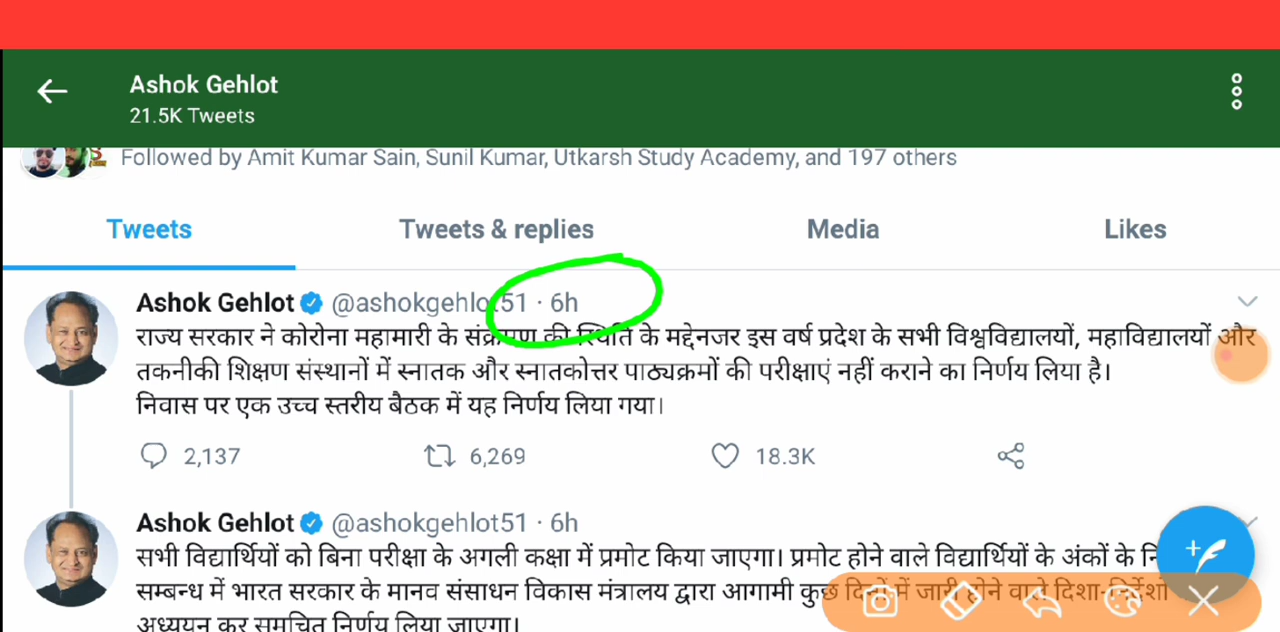 Ashok Gehlot
21.5K Tweets
Followed by Amit Kumar Sain, Sunil Kumar, Utkarsh Study Academy, and 197 others
Tweets Tweets & replies Media Likes
Ashok Gehlot @ashokgehlot51 · 6h
राज्य सरकार ने कोरोना महामारी के संक्रमण की स्थिति के मद्देनजर इस वर्ष प्रदेश के सभी विश्वविद्यालयों, महाविद्यालयों और
तकनीकी शिक्षण संस्थानों में स्नातक और स्नातकोत्तर पाठ्यक्रमों की परीक्षाएं नहीं कराने का निर्णय लिया है।
निवास पर एक उच्च स्तरीय बैठक में यह निर्णय लिया गया।
2,137 6,269 18.3K
Ashok Gehlot @ashokgehlot51 · 6h
सभी विद्यार्थियों को बिना परीक्षा के अगली कक्षा में प्रमोट किया जाएगा। प्रमोट होने वाले विद्यार्थियों के अंकों के
सम्बन्ध में भारत सरकार के मानव संसाधन विकास मंत्रालय द्वारा आगामी कुछ दिनों में जारी होने वाले दिशा-निर्देशों
अध्ययन कर समुचित निर्णय लिया जाएगा।